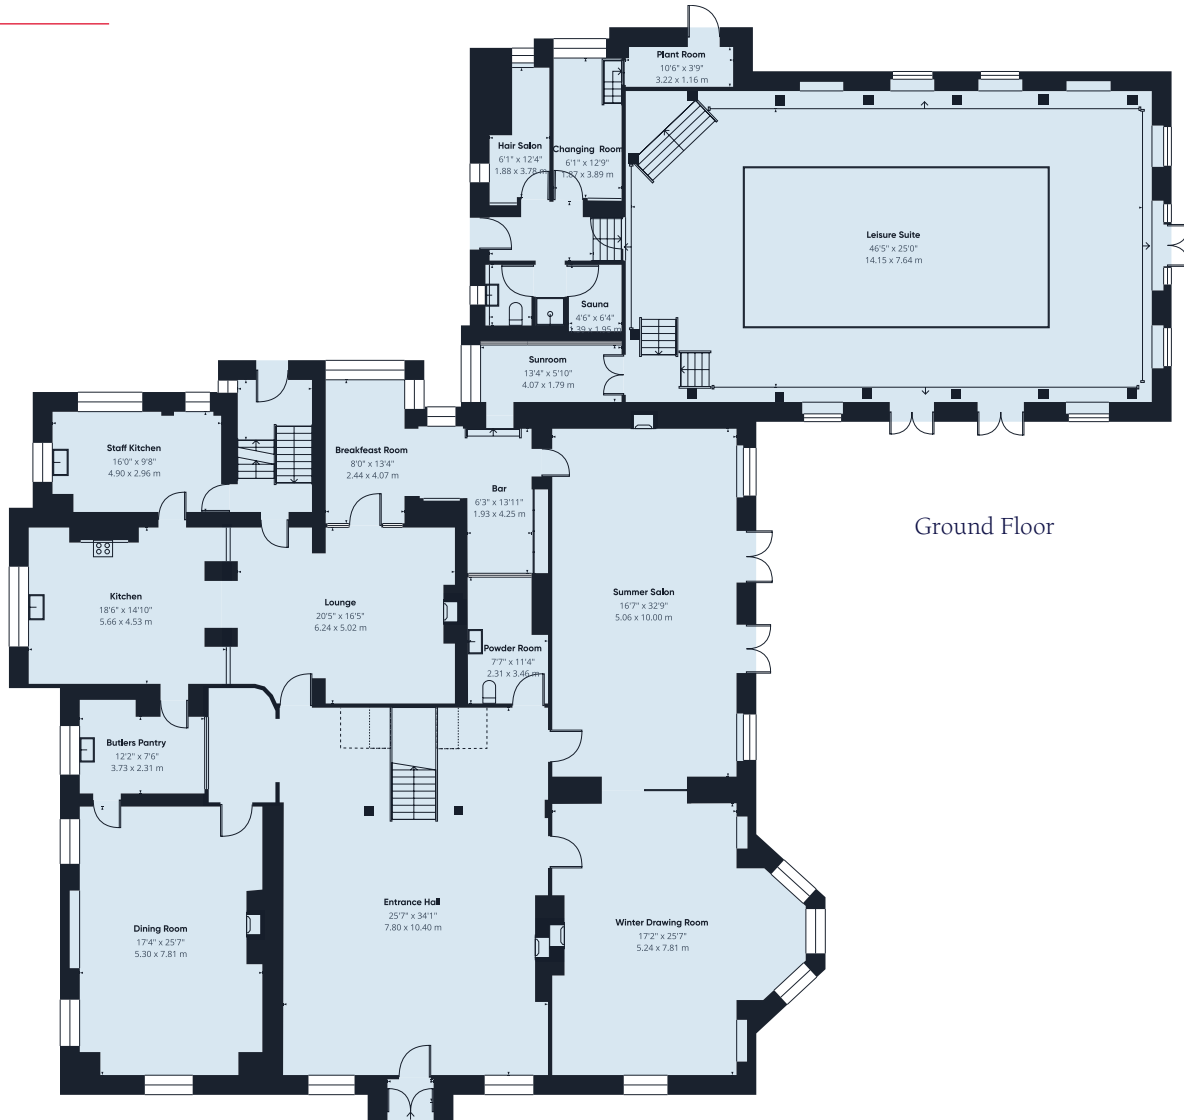 Plant Room
10'6" x 3'9"
3.22 x 1.16 m
Hair Salon
6'1" x 12'4"
1.88 x 3.78 m
Changing Room
6'1" x 12'9"
1.87 x 3.89 m
Leisure Suite
46'5" x 25'0"
14.15 x 7.64 m
Sauna
4'6" x 6'4"
.39 x 1.95 m
Sunroom
13'4" x 5'10"
4.07 x 1.79 m
Staff Kitchen
16'0" x 9'8"
4.90 x 2.96 m
Breakfeast Room
8'0" x 13'4"
2.44 x 4.07 m
Bar
6'3" x 13'11"
1.93 x 4.25 m
Ground Floor
Kitchen
18'6" x 14'10"
5.66 x 4.53 m
Lounge
20'5" x 16'5"
6.24 x 5.02 m
Summer Salon
16'7" x 32'9"
5.06 x 10.00 m
Powder Room
7'7" x 11'4"
2.31 x 3.46 m
Butlers Pantry
12'2" x 7'6"
3.73 x 2.31 m
Entrance Hall
25'7" x 34'1"
7.80 x 10.40 m
Dining Room
17'4" x 25'7"
5.30 x 7.81 m
Winter Drawing Room
17'2" x 25'7"
5.24 x 7.81 m